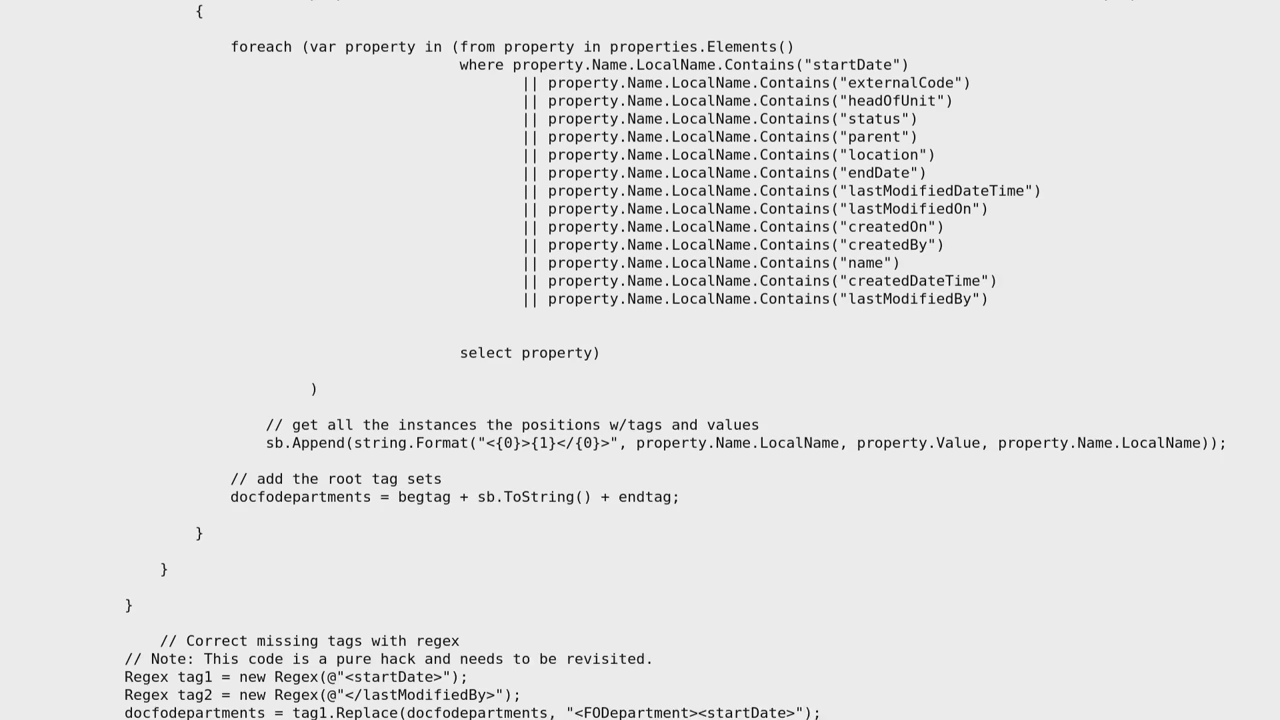 {
foreach (var property in (from property in properties.Elements()
where property.Name.LocalName.Contains("startDate")
|| property.Name.LocalName.Contains("externalCode")
|| property.Name.LocalName.Contains("headOfUnit")
|| property.Name.LocalName.Contains("status")
|| property.Name.LocalName.Contains("parent")
|| property.Name.LocalName.Contains("location")
|| property.Name.LocalName.Contains("endDate")
|| property.Name.LocalName.Contains("lastModifiedDateTime")
|| property.Name.LocalName.Contains("lastModifiedOn")
|| property.Name.LocalName.Contains("createdOn")
|| property.Name.LocalName.Contains("createdBy")
|| property.Name.LocalName.Contains("name")
|| property.Name.LocalName.Contains("createdDateTime")
|| property.Name.LocalName.Contains("lastModifiedBy")
select property)
)
// get all the instances the positions w/tags and values
sb.Append(string.Format("<{0}>{1}</{0}>", property.Name.LocalName, property.Value, property.Name.LocalName));
// add the root tag sets
docfodepartments = begtag + sb.ToString() + endtag;
}
}
}
// Correct missing tags with regex
// Note: This code is a pure hack and needs to be revisited.
Regex tag1 = new Regex(@"<startDate>");
Regex tag2 = new Regex(@"</lastModifiedBy>");
docfodepartments = tag1.Replace(docfodepartments, "<FODepartment><startDate>");